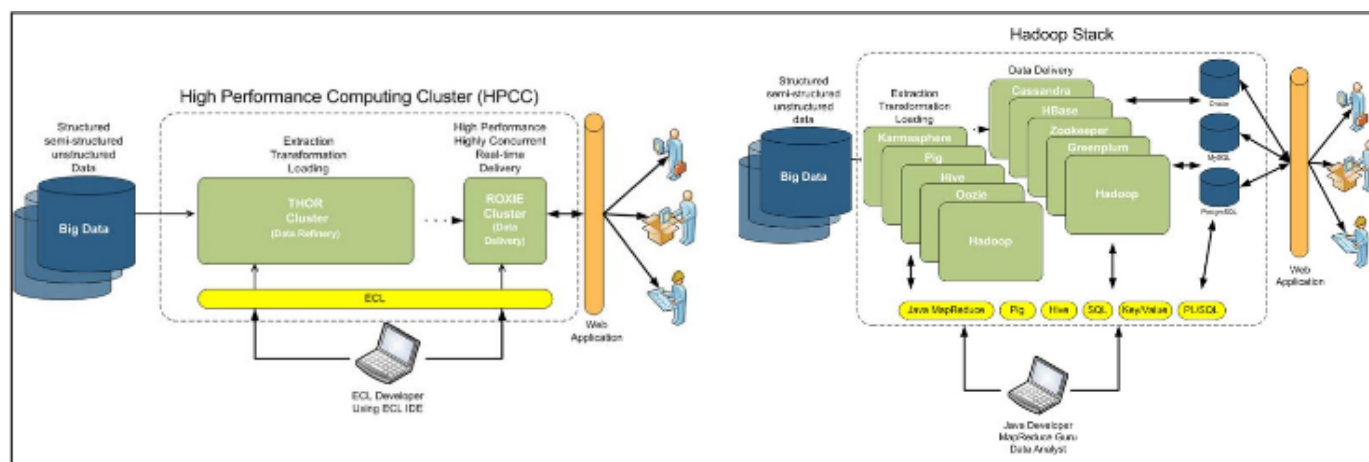 High Performance Computing Cluster (HPCC)
Structured
semi-structured
unstructured
Data
Big Data
Extraction
Transformation
Loading
THOR
Cluster
(Data Refinery)
High Performance
Highly Concurrent
Real-time
Delivery
ROXIE
Cluster
(Data
Delivery)
ECL
Web
Application
ECL Developer
Using ECL IDE
Hadoop Stack
Structured
semi-structured
unstructured
data
Big Data
Extraction
Transformation
Loading
Karmasphere
Pig
Hive
Oozie
Hadoop
Data Delivery
Cassandra
HBase
Zookeeper
Greenplum
Hadoop
MySQL
PostgreSQL
Java MapReduce
Pig
Hive
SQL
Key/Value
PL/SQL
Web
Application
Java Developer
MapReduce Guru
Data Analyst